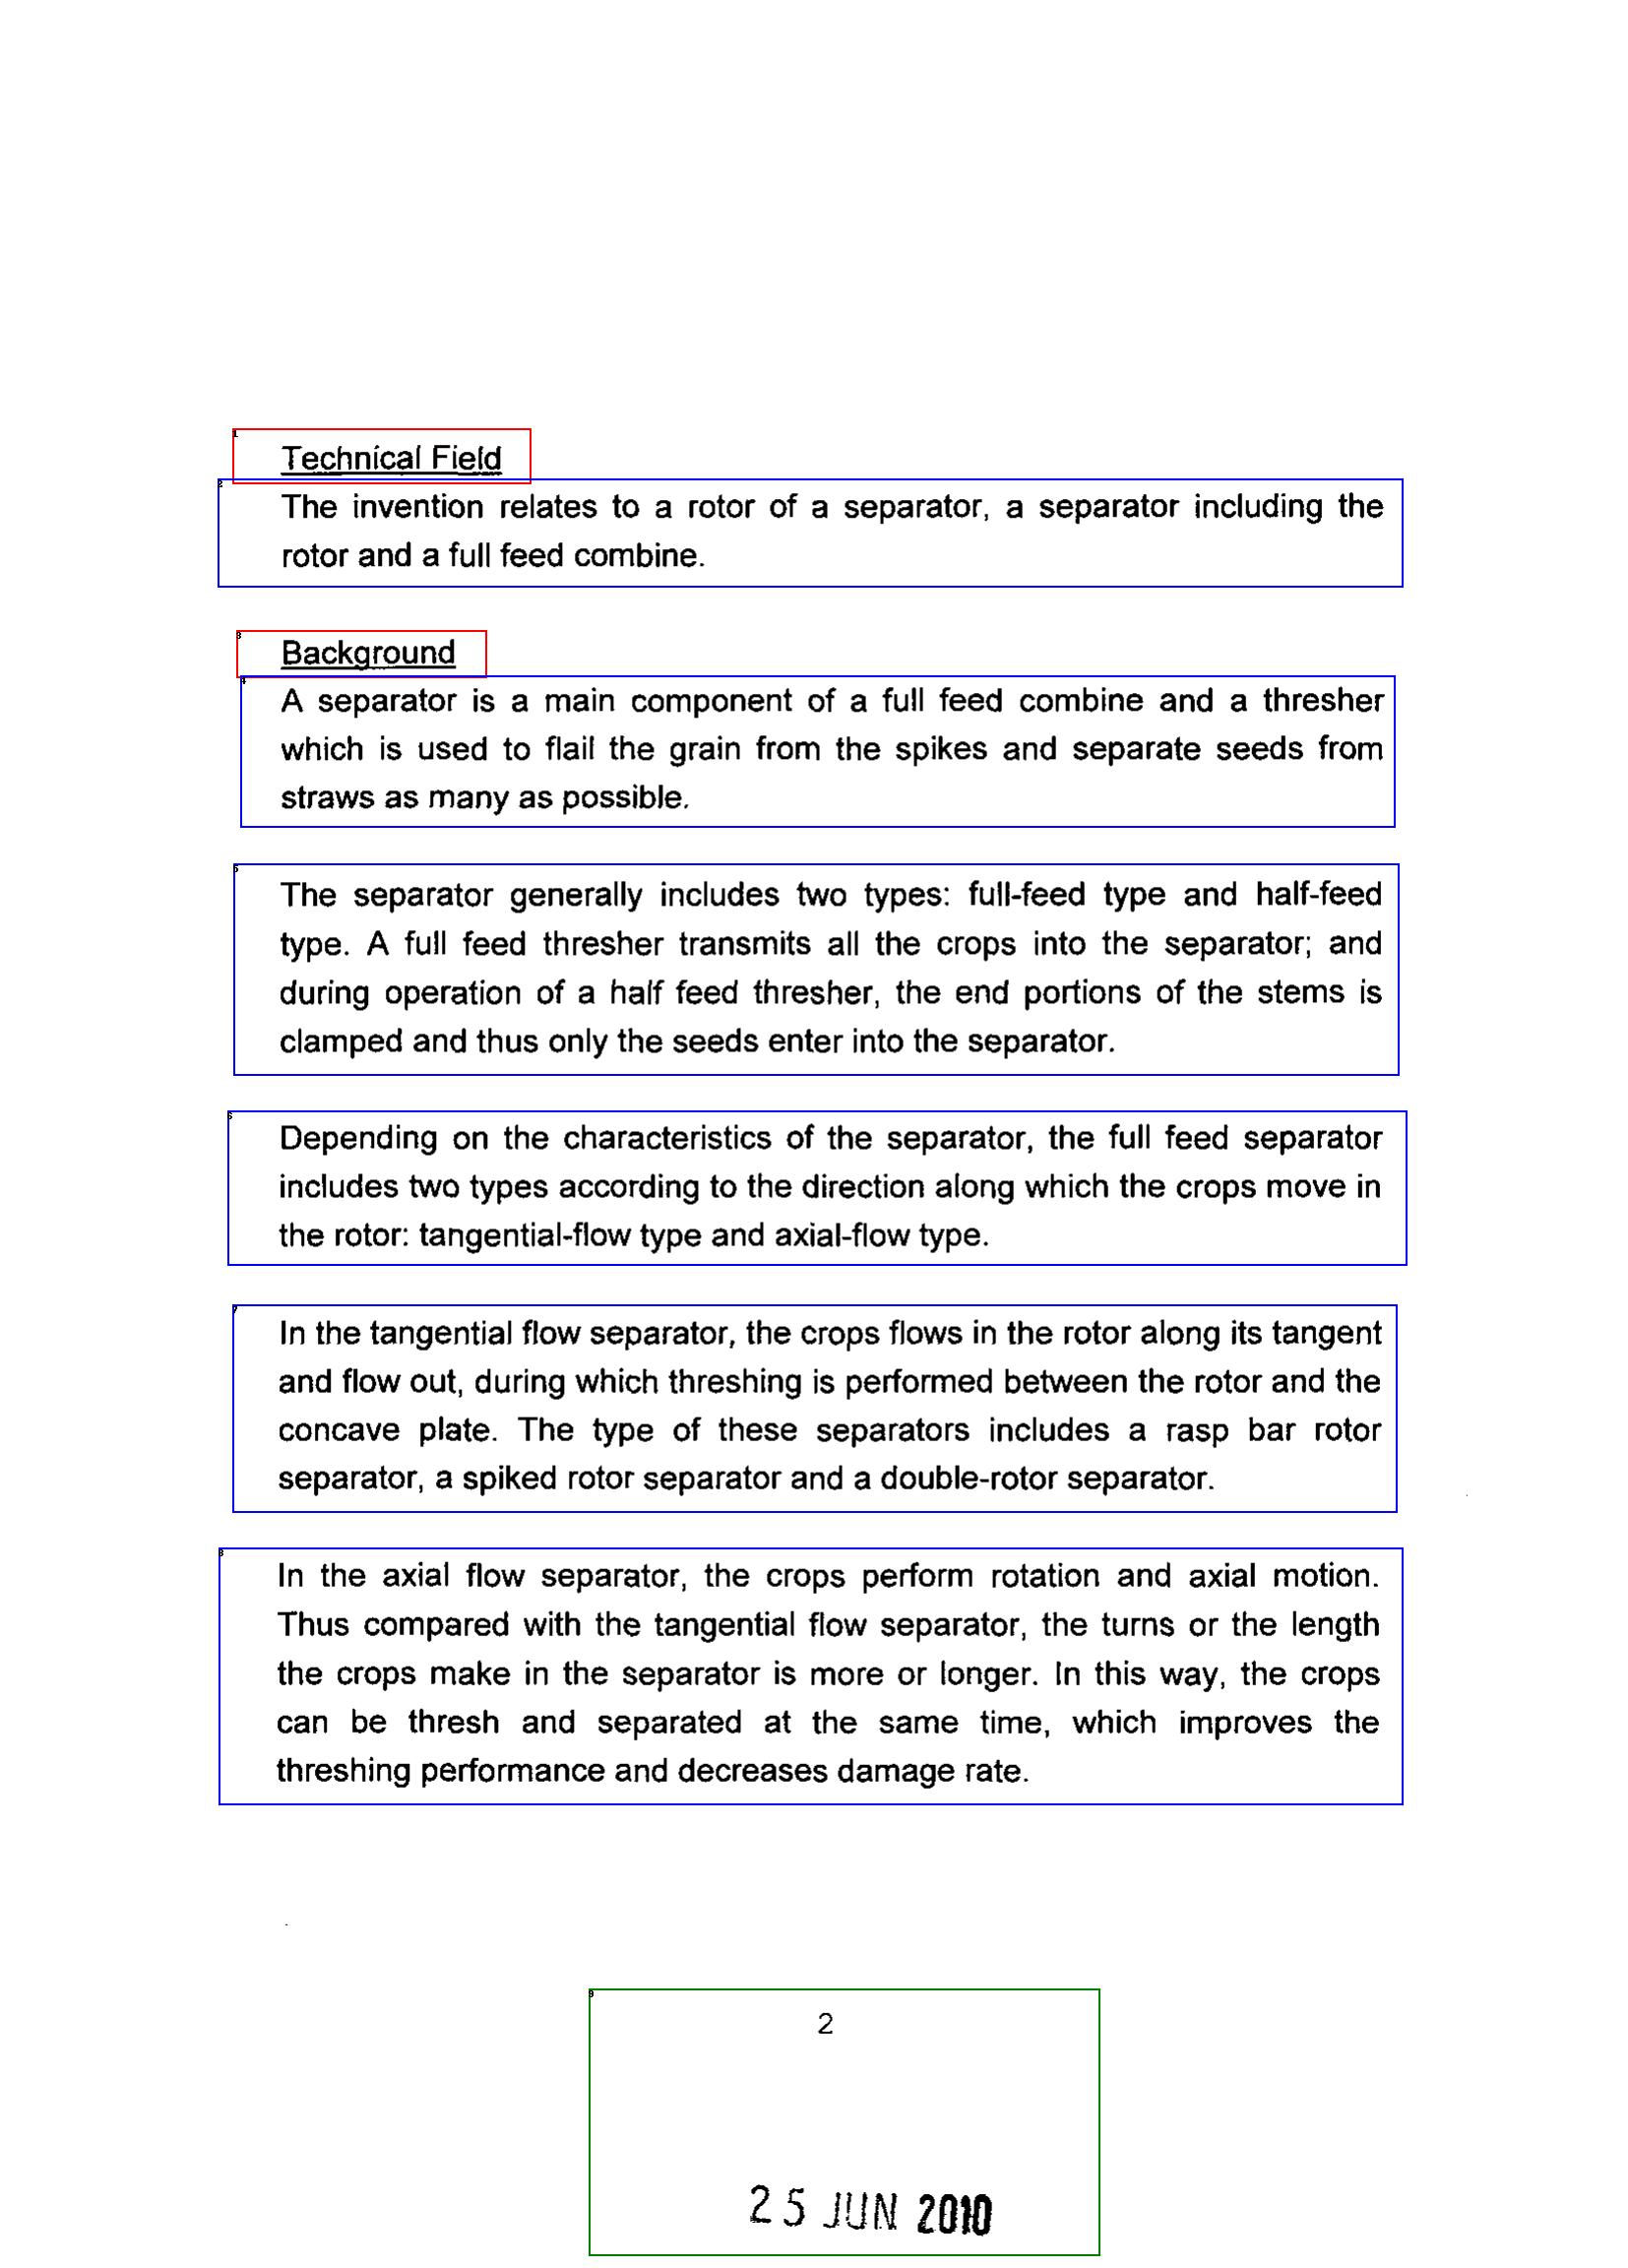 Technical Field
The invention relates to a rotor of a separator, a separator including the
rotor and a full feed combine.
Background
A separator is a main component of a full feed combine and a thresher
which is used to flail the grain from the spikes and separate seeds from
straws as many as possible.
The separator generally includes two types: full-feed type and half-feed
type. A full feed thresher transmits all the crops into the separator; and
during operation of a half feed thresher, the end portions of the stems is
clamped and thus only the seeds enter into the separator.
Depending on the characteristics of the separator, the full feed separator
includes two types according to the direction along which the crops move in
the rotor: tangential-flow type and axial-flow type.
In the tangential flow separator, the crops flows in the rotor along its tangent
and flow out, during which threshing is performed between the rotor and the
concave plate. The type of these separators includes a rasp bar rotor
separator, a spiked rotor separator and a double-rotor separator.
In the axial flow separator, the crops perform rotation and axial motion.
Thus compared with the tangential flow separator, the turns or the length
the crops make in the separator is more or longer. In this way, the crops
can be thresh and separated at the same time, which improves the
threshing performance and decreases damage rate.
2
25 JUN 2010